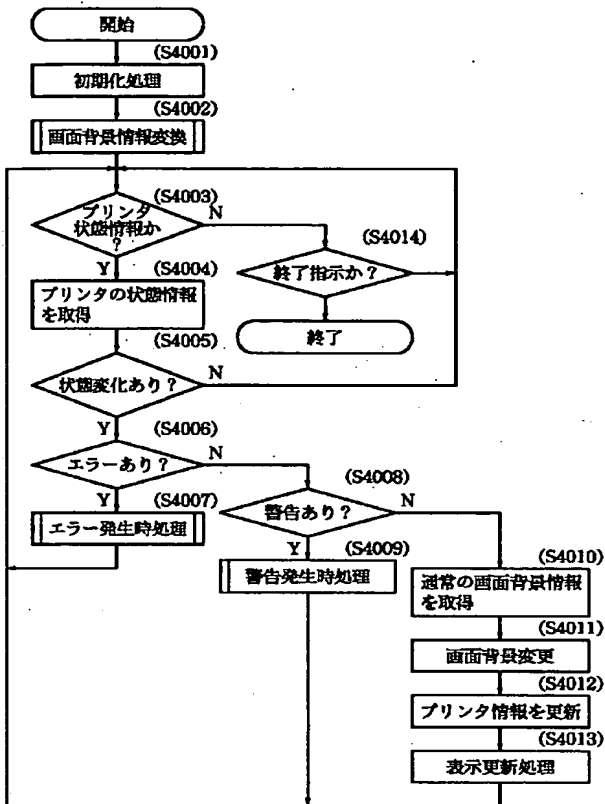 開始
(S4001)
初期化処理
(S4002)
画面背景情報変換
(S4003)
プリンタ
状態情報か
?
N
Y
(S4014)
終了指示か?
終了
(S4004)
プリンタの状態情報
を取得
(S4005)
状態変化あり?
N
Y
(S4006)
エラーあり?
N
Y
(S4007)
エラー発生時処理
(S4008)
警告あり?
N
Y
(S4009)
警告発生時処理
(S4010)
通常の画面背景情報
を取得
(S4011)
画面背景変更
(S4012)
プリンタ情報を更新
(S4013)
表示更新処理